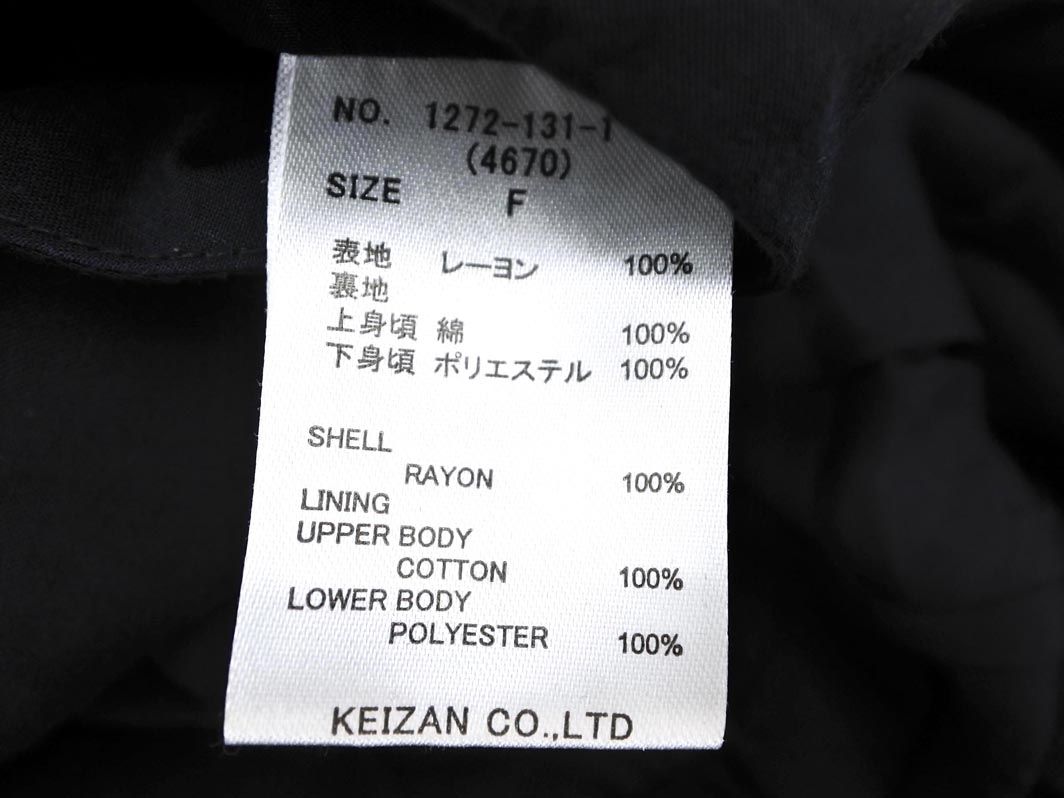 NO. 1272-131-1
(4670)
SIZE F
表地 レーヨン 100%
裏地
上身頃 綿 100%
下身頃 ポリエステル 100%
SHELL
RAYON 100%
LINING
UPPER BODY
COTTON 100%
LOWER BODY
POLYESTER 100%
KEIZAN CO.,LTD